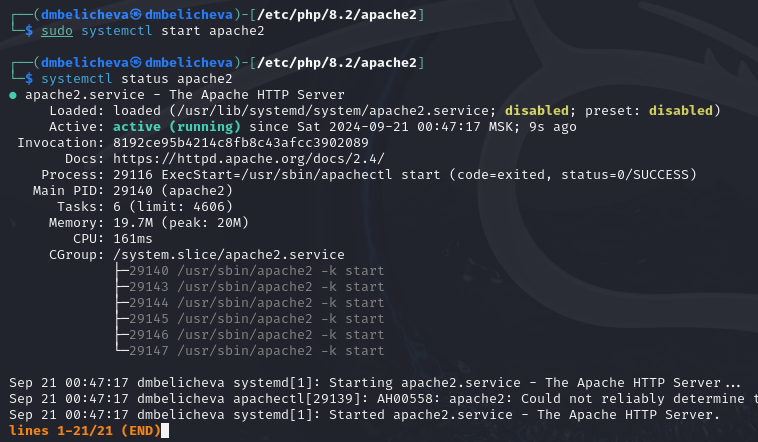 ┌──(dmbelicheva㉿dmbelicheva)-[/etc/php/8.2/apache2]
└─$ sudo systemctl start apache2
┌──(dmbelicheva㉿dmbelicheva)-[/etc/php/8.2/apache2]
└─$ systemctl status apache2
● apache2.service - The Apache HTTP Server
Loaded: loaded (/usr/lib/systemd/system/apache2.service; disabled; preset: disabled)
Active: active (running) since Sat 2024-09-21 00:47:17 MSK; 9s ago
Invocation: 8192ce95b4214c8fb8c43afcc3902089
Docs: https://httpd.apache.org/docs/2.4/
Process: 29116 ExecStart=/usr/sbin/apachectl start (code=exited, status=0/SUCCESS)
Main PID: 29140 (apache2)
Tasks: 6 (limit: 4606)
Memory: 19.7M (peak: 20M)
CPU: 161ms
CGroup: /system.slice/apache2.service
├─29140 /usr/sbin/apache2 -k start
├─29143 /usr/sbin/apache2 -k start
├─29144 /usr/sbin/apache2 -k start
├─29145 /usr/sbin/apache2 -k start
├─29146 /usr/sbin/apache2 -k start
└─29147 /usr/sbin/apache2 -k start
Sep 21 00:47:17 dmbelicheva systemd[1]: Starting apache2.service - The Apache HTTP Server...
Sep 21 00:47:17 dmbelicheva apachectl[29139]: AH00558: apache2: Could not reliably determine t
Sep 21 00:47:17 dmbelicheva systemd[1]: Started apache2.service - The Apache HTTP Server.
lines 1-21/21 (END)